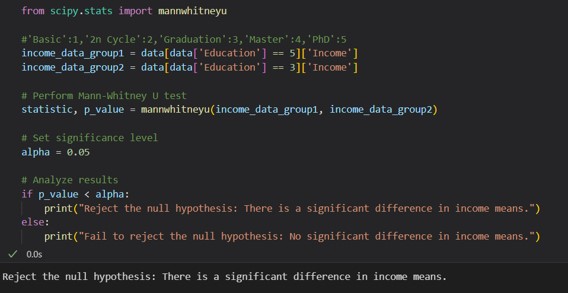 from scipy.stats import mannwhitneyu
#'Basic':1,'2n Cycle':2,'Graduation':3,'Master':4,'PhD':5
income_data_group1 = data[data['Education'] == 5]['Income']
income_data_group2 = data[data['Education'] == 3]['Income']
# Perform Mann-Whitney U test
statistic, p_value = mannwhitneyu(income_data_group1, income_data_group2)
# Set significance level
alpha = 0.05
# Analyze results
if p_value < alpha:
    print("Reject the null hypothesis: There is a significant difference in income means.")
else:
    print("Fail to reject the null hypothesis: No significant difference in income means.")
0.0s
Reject the null hypothesis: There is a significant difference in income means.